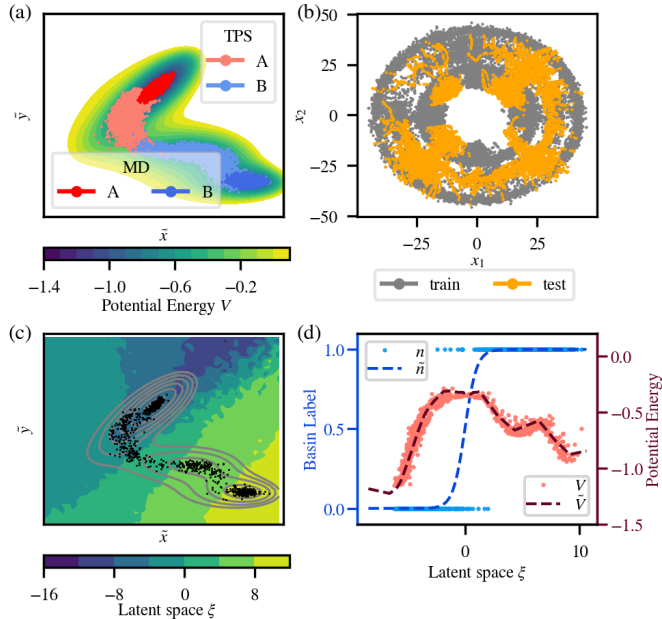 (a)
TPS
A
B
MD
A
B
ỹ
x̃
−1.4
−1.0
−0.6
−0.2
Potential Energy V
(b)
50
25
0
−25
−50
x₂
−25
0
25
x₁
train
test
(c)
ỹ
x̃
−16
−8
0
8
Latent space ξ
(d)
n
ñ
1.0
0.5
0.0
Basin Label
0.0
−0.5
−1.0
−1.5
Potential Energy
V
Ṽ
0
10
Latent space ξ